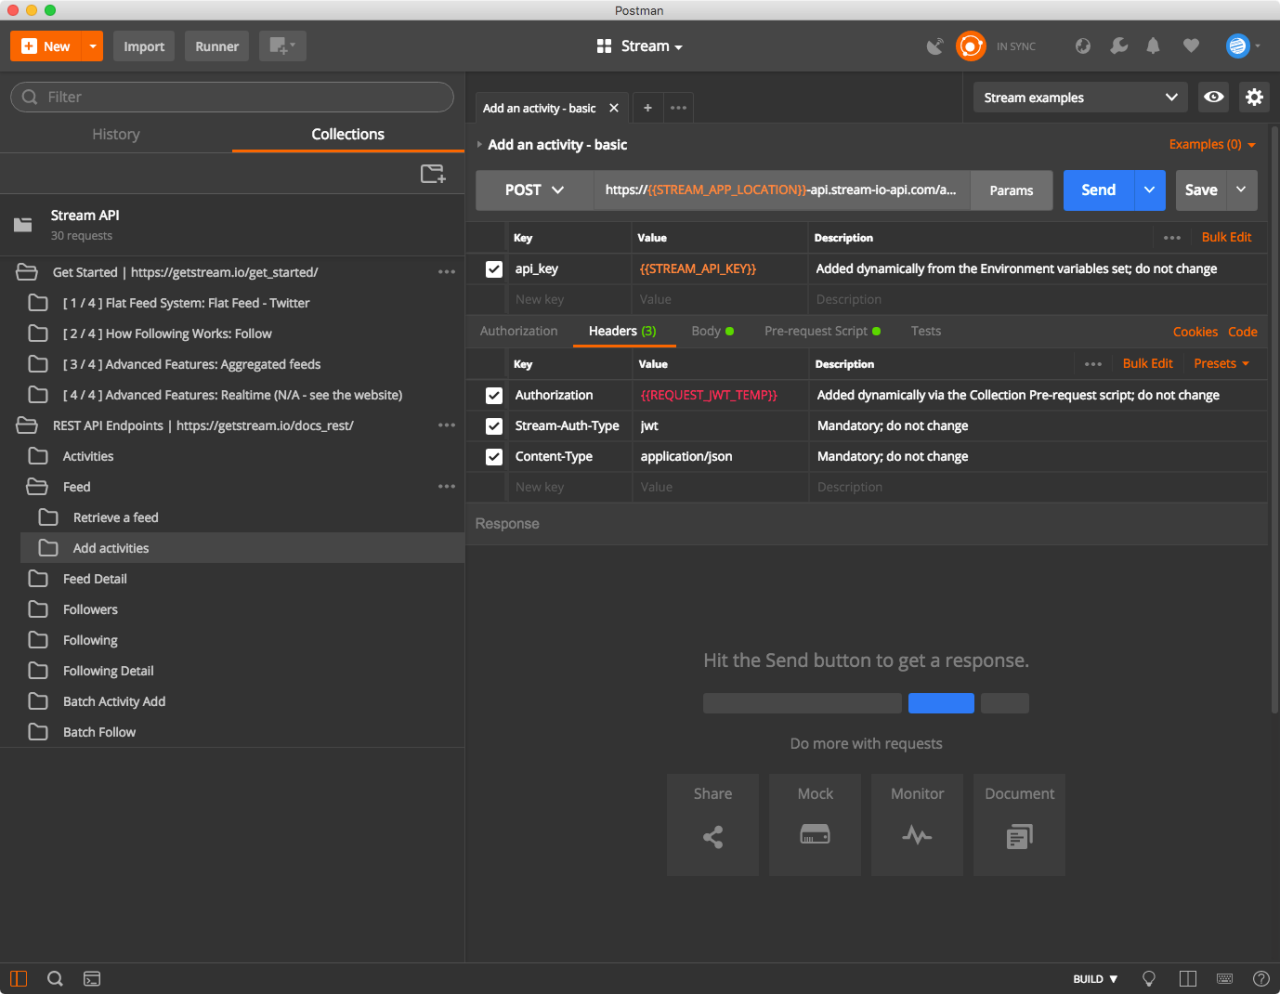 Postman
New
Import
Runner
Stream
IN SYNC
Filter
History
Collections
Stream API
30 requests
Get Started | https://getstream.io/get_started/
[ 1 / 4 ] Flat Feed System: Flat Feed - Twitter
[ 2 / 4 ] How Following Works: Follow
[ 3 / 4 ] Advanced Features: Aggregated feeds
[ 4 / 4 ] Advanced Features: Realtime (N/A - see the website)
REST API Endpoints | https://getstream.io/docs_rest/
Activities
Feed
Retrieve a feed
Add activities
Feed Detail
Followers
Following
Following Detail
Batch Activity Add
Batch Follow
Add an activity - basic
Stream examples
Add an activity - basic
Examples (0)
POST https://{{STREAM_APP_LOCATION}}-api.stream-io-api.com/a... Params Send Save
Key Value Description Bulk Edit
api_key {{STREAM_API_KEY}} Added dynamically from the Environment variables set; do not change
New key Value Description
Authorization Headers (3) Body Pre-request Script Tests Cookies Code
Key Value Description Bulk Edit Presets
Authorization {{REQUEST_JWT_TEMP}} Added dynamically via the Collection Pre-request script; do not change
Stream-Auth-Type jwt Mandatory; do not change
Content-Type application/json Mandatory; do not change
New key Value Description
Response
Hit the Send button to get a response.
Do more with requests
Share Mock Monitor Document
BUILD